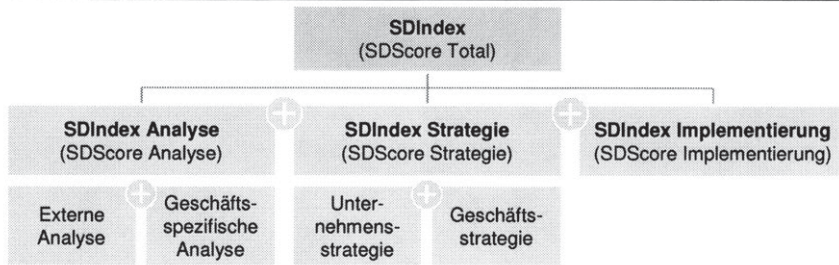 SDIndex
(SDScore Total)
SDIndex Analyse
(SDScore Analyse)
SDIndex Strategie
(SDScore Strategie)
SDIndex Implementierung
(SDScore Implementierung)
Externe
Analyse
Geschäfts-
spezifische
Analyse
Unter-
nehmens-
strategie
Geschäfts-
strategie